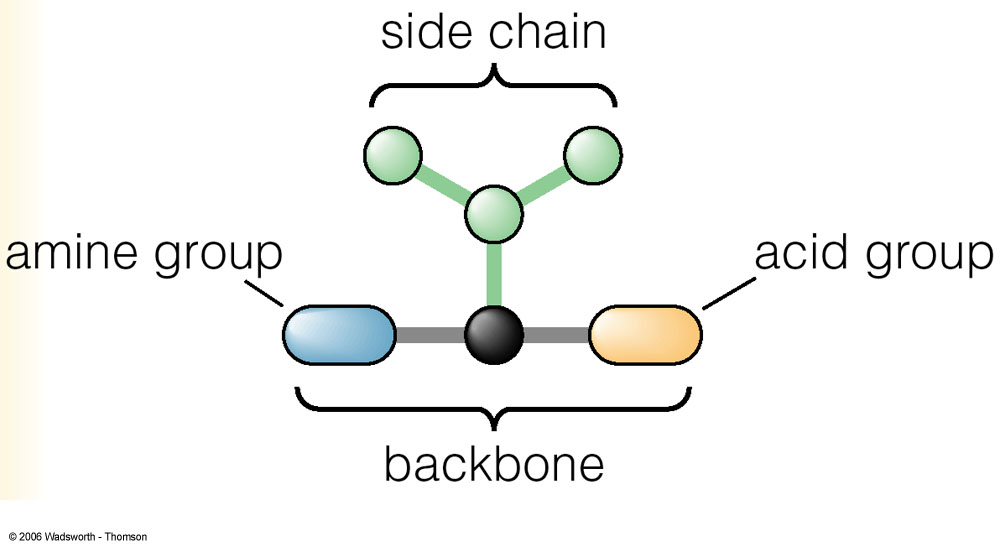 side chain
amine group
acid group
backbone
© 2006 Wadsworth - Thomson